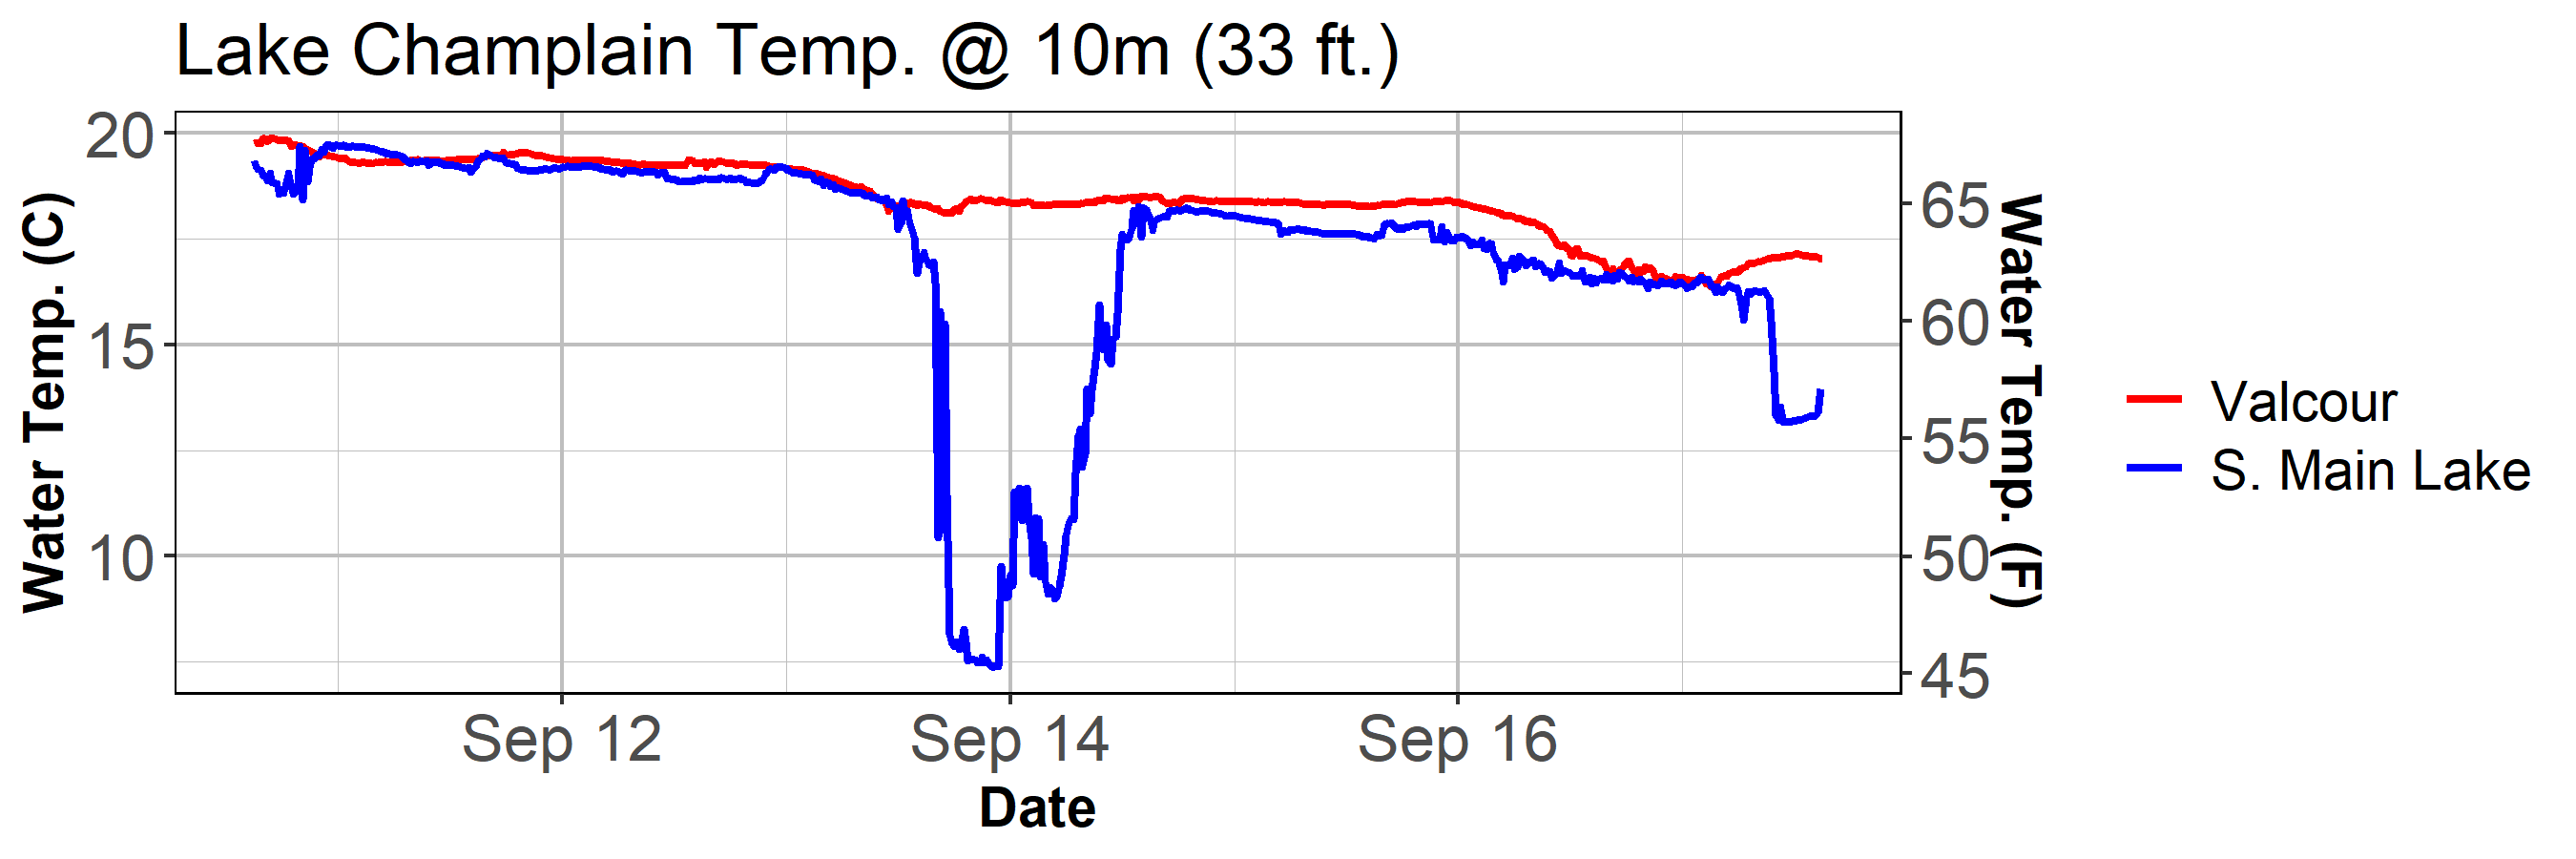 Lake Champlain Temp. @ 10m (33 ft.)
Water Temp. (C)
20
15
10
65
60
55
50
45
Water Temp. (F)
Sep 12
Sep 14
Sep 16
Date
Valcour
S. Main Lake